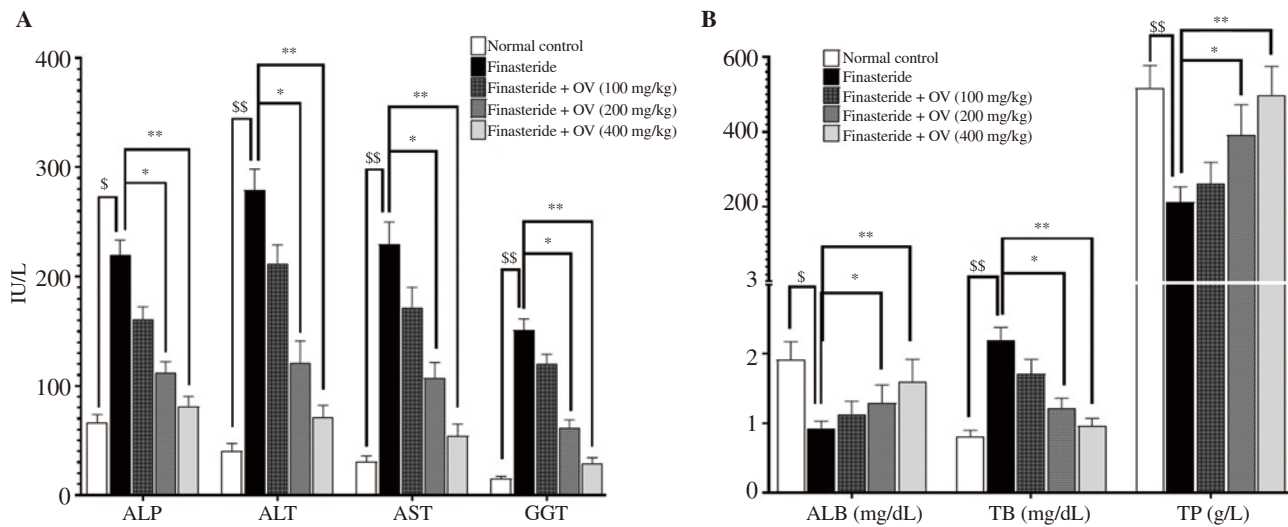 A
400
300
200
100
0
IU/L
Normal control
Finasteride
Finasteride + OV (100 mg/kg)
Finasteride + OV (200 mg/kg)
Finasteride + OV (400 mg/kg)
$
*
**
$$
*
**
$$
*
**
$$
*
**
ALP
ALT
AST
GGT
B
600
400
200
3
2
1
0
Normal control
Finasteride
Finasteride + OV (100 mg/kg)
Finasteride + OV (200 mg/kg)
Finasteride + OV (400 mg/kg)
$
*
**
$$
*
**
$$
*
**
ALB (mg/dL)
TB (mg/dL)
TP (g/L)